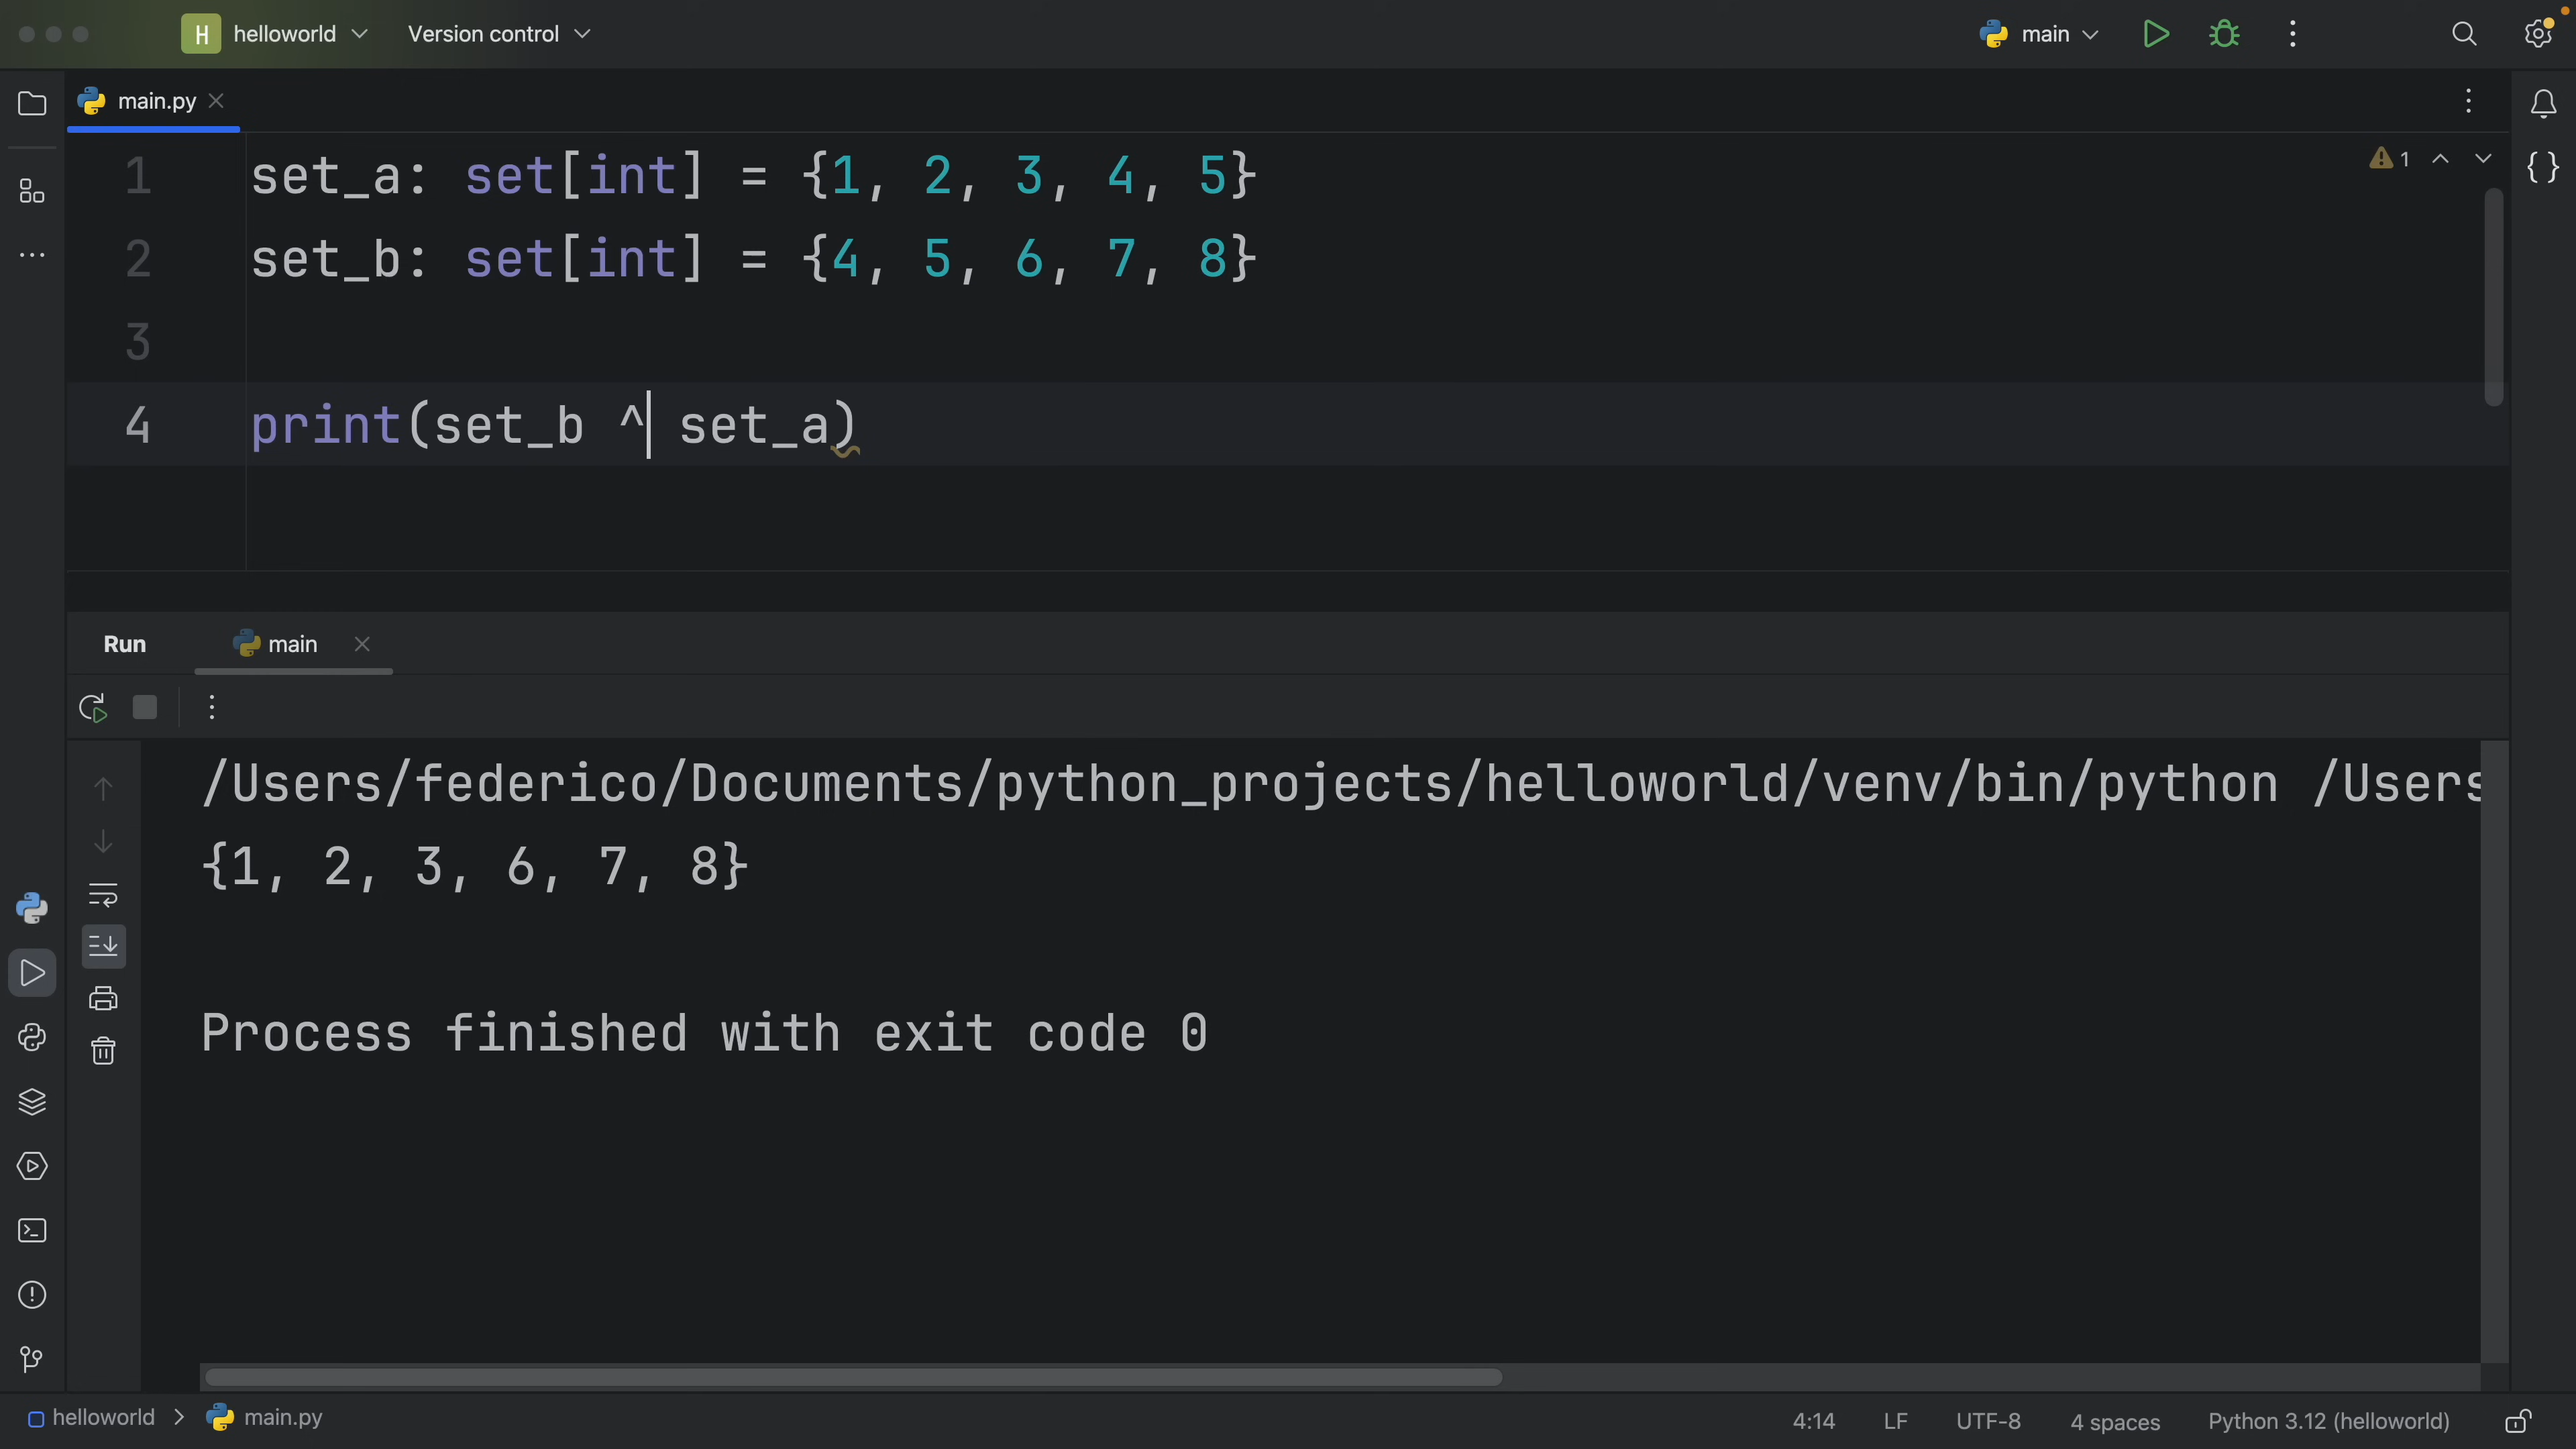 H helloworld Version control main
main.py
1 set_a: set[int] = {1, 2, 3, 4, 5}
1
2 set_b: set[int] = {4, 5, 6, 7, 8}
3
4 print(set_b ^ set_a)
Run main
/Users/federico/Documents/python_projects/helloworld/venv/bin/python /Users
{1, 2, 3, 6, 7, 8}
Process finished with exit code 0
helloworld > main.py 4:14 LF UTF-8 4 spaces Python 3.12 (helloworld)